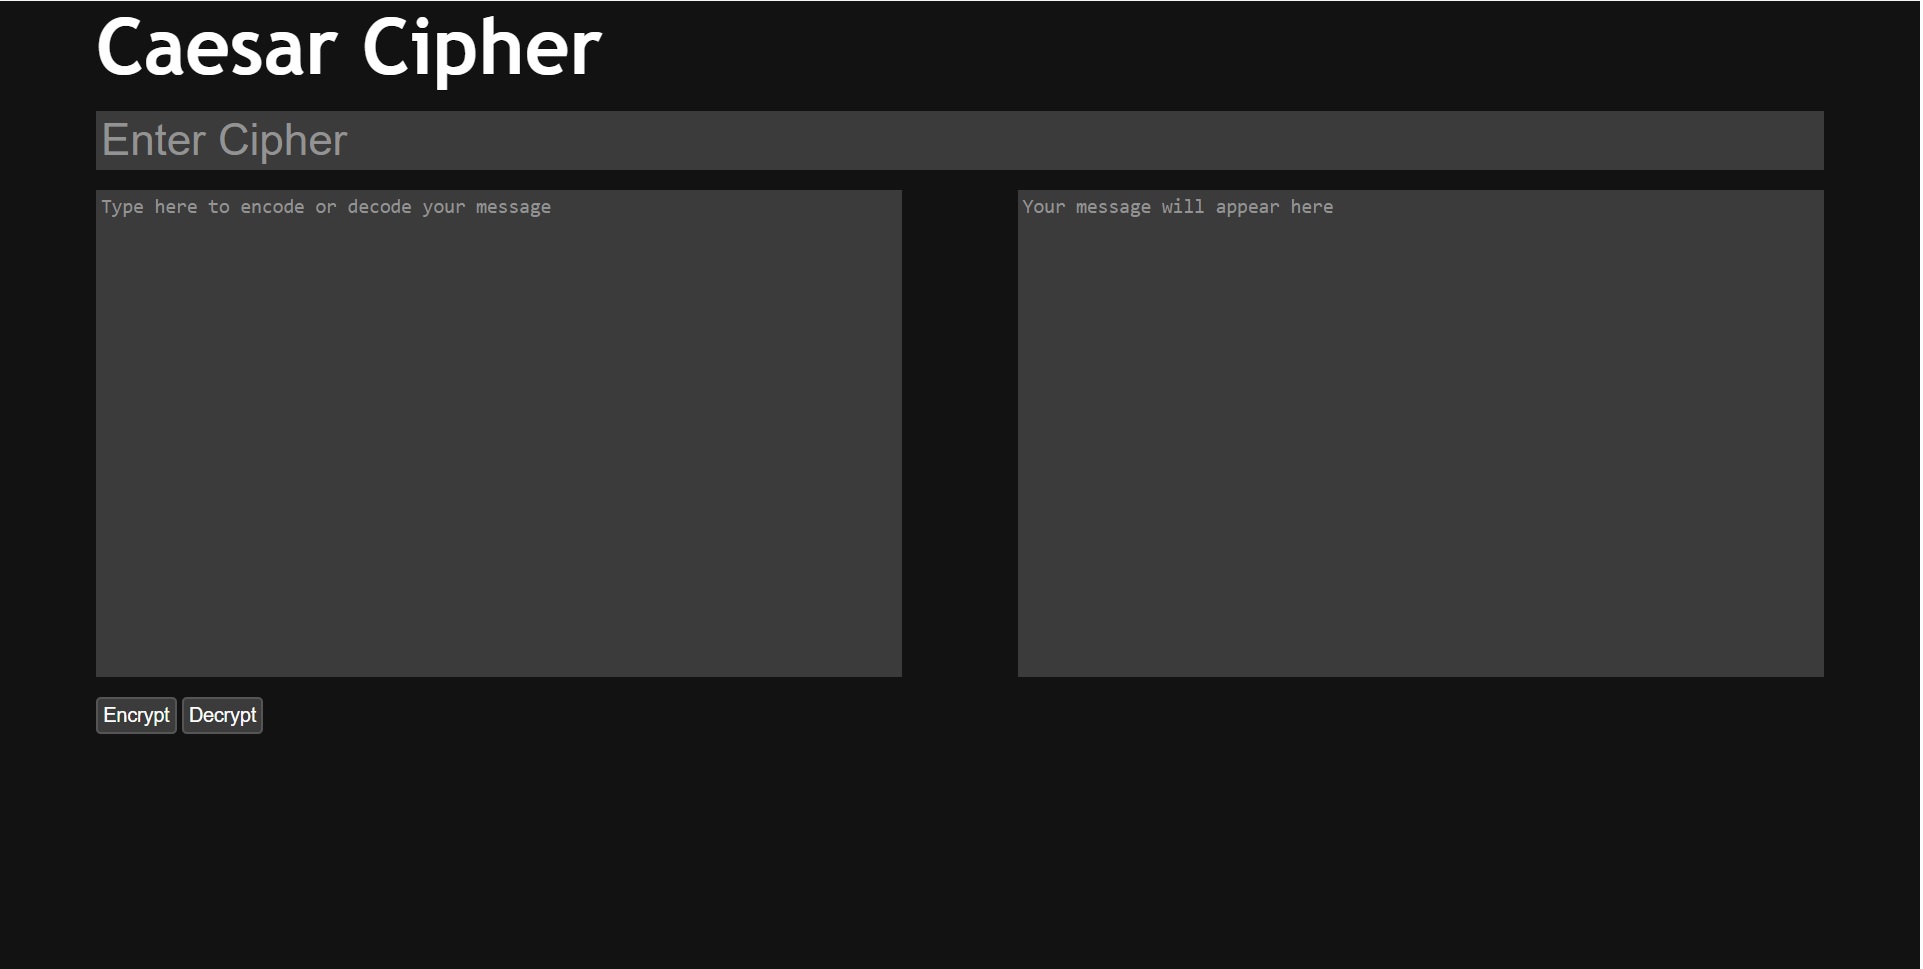 Caesar Cipher
Enter Cipher
Type here to encode or decode your message
Your message will appear here
Encrypt Decrypt